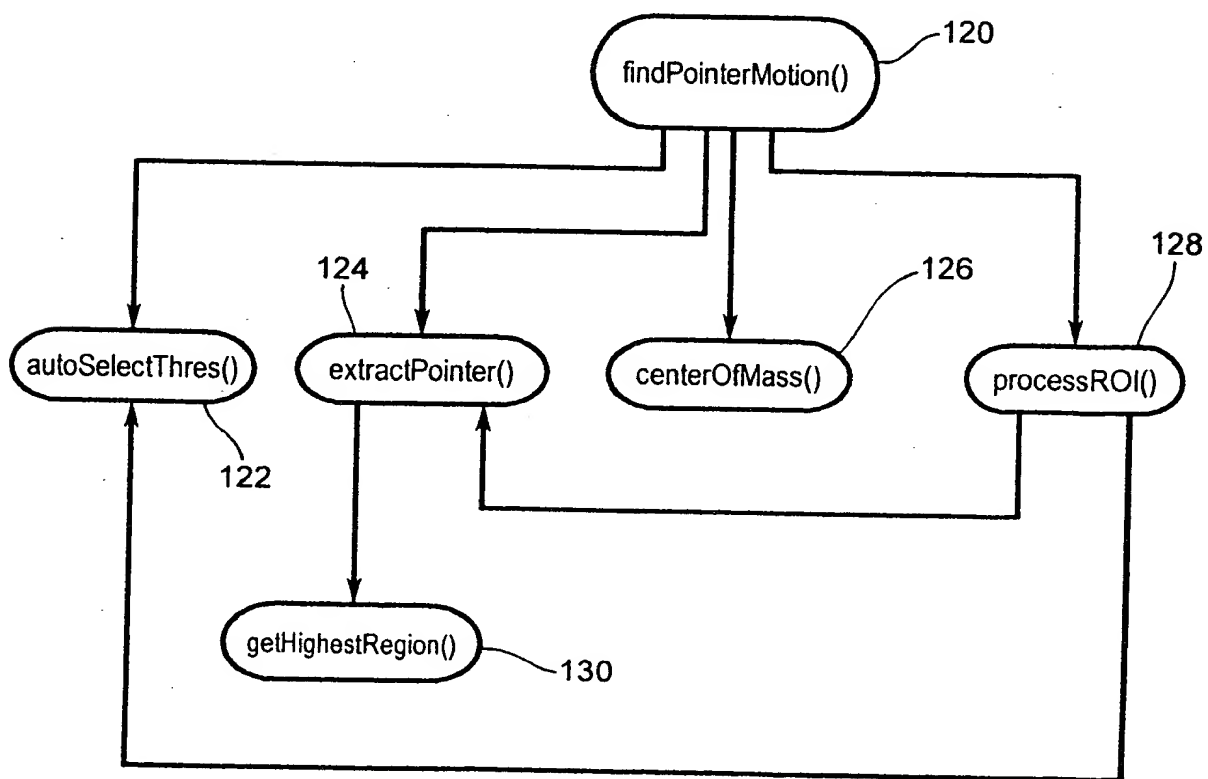 120
findPointerMotion()
124
126
128
autoSelectThres()
extractPointer()
centerOfMass()
processROI()
122
getHighestRegion()
130